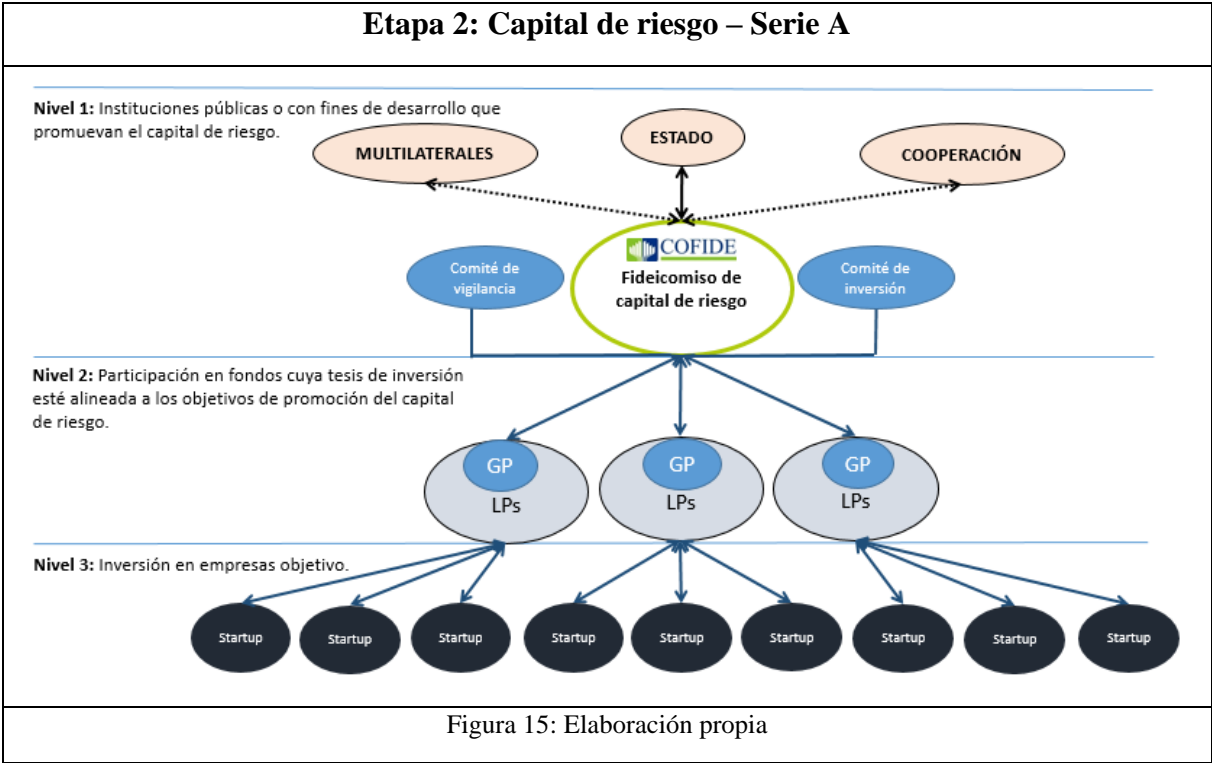 Etapa 2: Capital de riesgo – Serie A
Nivel 1: Instituciones públicas o con fines de desarrollo que
promuevan el capital de riesgo.
MULTILATERALES
ESTADO
COOPERACIÓN
COFIDE
Fideicomiso de
capital de riesgo
Comité de
vigilancia
Comité de
inversión
Nivel 2: Participación en fondos cuya tesis de inversión
esté alineada a los objetivos de promoción del capital
de riesgo.
GP
LPs
GP
LPs
GP
LPs
Nivel 3: Inversión en empresas objetivo.
Startup
Startup
Startup
Startup
Startup
Startup
Startup
Startup
Startup
Figura 15: Elaboración propia